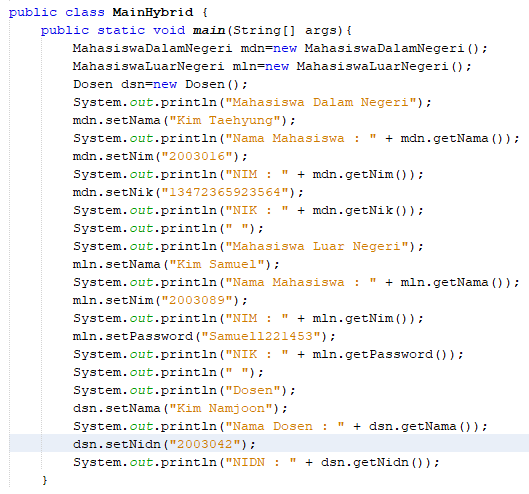 public class MainHybrid {
    public static void main(String[] args){
        MahasiswaDalamNegeri mdn=new MahasiswaDalamNegeri();
        MahasiswaLuarNegeri mln=new MahasiswaLuarNegeri();
        Dosen dsn=new Dosen();
        System.out.println("Mahasiswa Dalam Negeri");
        mdn.setNama("Kim Taehyung");
        System.out.println("Nama Mahasiswa : " + mdn.getNama());
        mdn.setNim("2003016");
        System.out.println("NIM : " + mdn.getNim());
        mdn.setNik("13472365923564");
        System.out.println("NIK : " + mdn.getNik());
        System.out.println(" ");
        System.out.println("Mahasiswa Luar Negeri");
        mln.setNama("Kim Samuel");
        System.out.println("Nama Mahasiswa : " + mln.getNama());
        mln.setNim("2003089");
        System.out.println("NIM : " + mln.getNim());
        mln.setPassword("Samuell221453");
        System.out.println("NIK : " + mln.getPassword());
        System.out.println(" ");
        System.out.println("Dosen");
        dsn.setNama("Kim Namjoon");
        System.out.println("Nama Dosen : " + dsn.getNama());
        dsn.setNidn("2003042");
        System.out.println("NIDN : " + dsn.getNidn());
    }